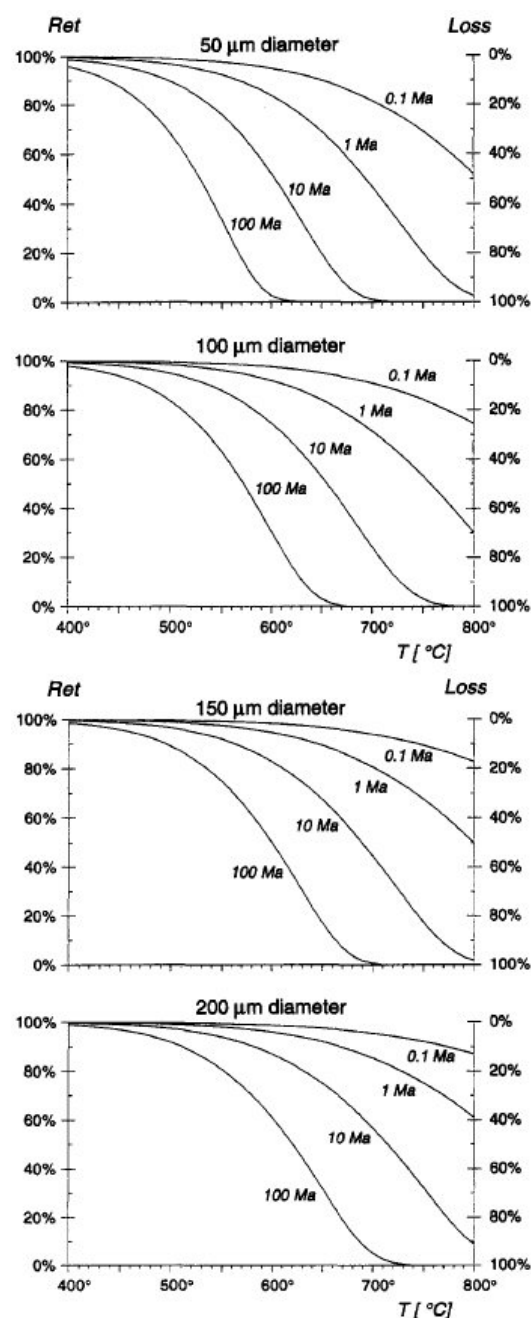 Ret Loss
50 μm diameter
100% 0%
80% 20%
60% 40%
40% 60%
20% 80%
0% 100%
0.1 Ma
1 Ma
10 Ma
100 Ma
100 μm diameter
100% 0%
80% 20%
60% 40%
40% 60%
20% 80%
0% 100%
0.1 Ma
1 Ma
10 Ma
100 Ma
400° 500° 600° 700° 800°
T [ °C]
Ret Loss
150 μm diameter
100% 0%
80% 20%
60% 40%
40% 60%
20% 80%
0% 100%
0.1 Ma
1 Ma
10 Ma
100 Ma
200 μm diameter
100% 0%
80% 20%
60% 40%
40% 60%
20% 80%
0% 100%
0.1 Ma
1 Ma
10 Ma
100 Ma
400° 500° 600° 700° 800°
T [ °C]